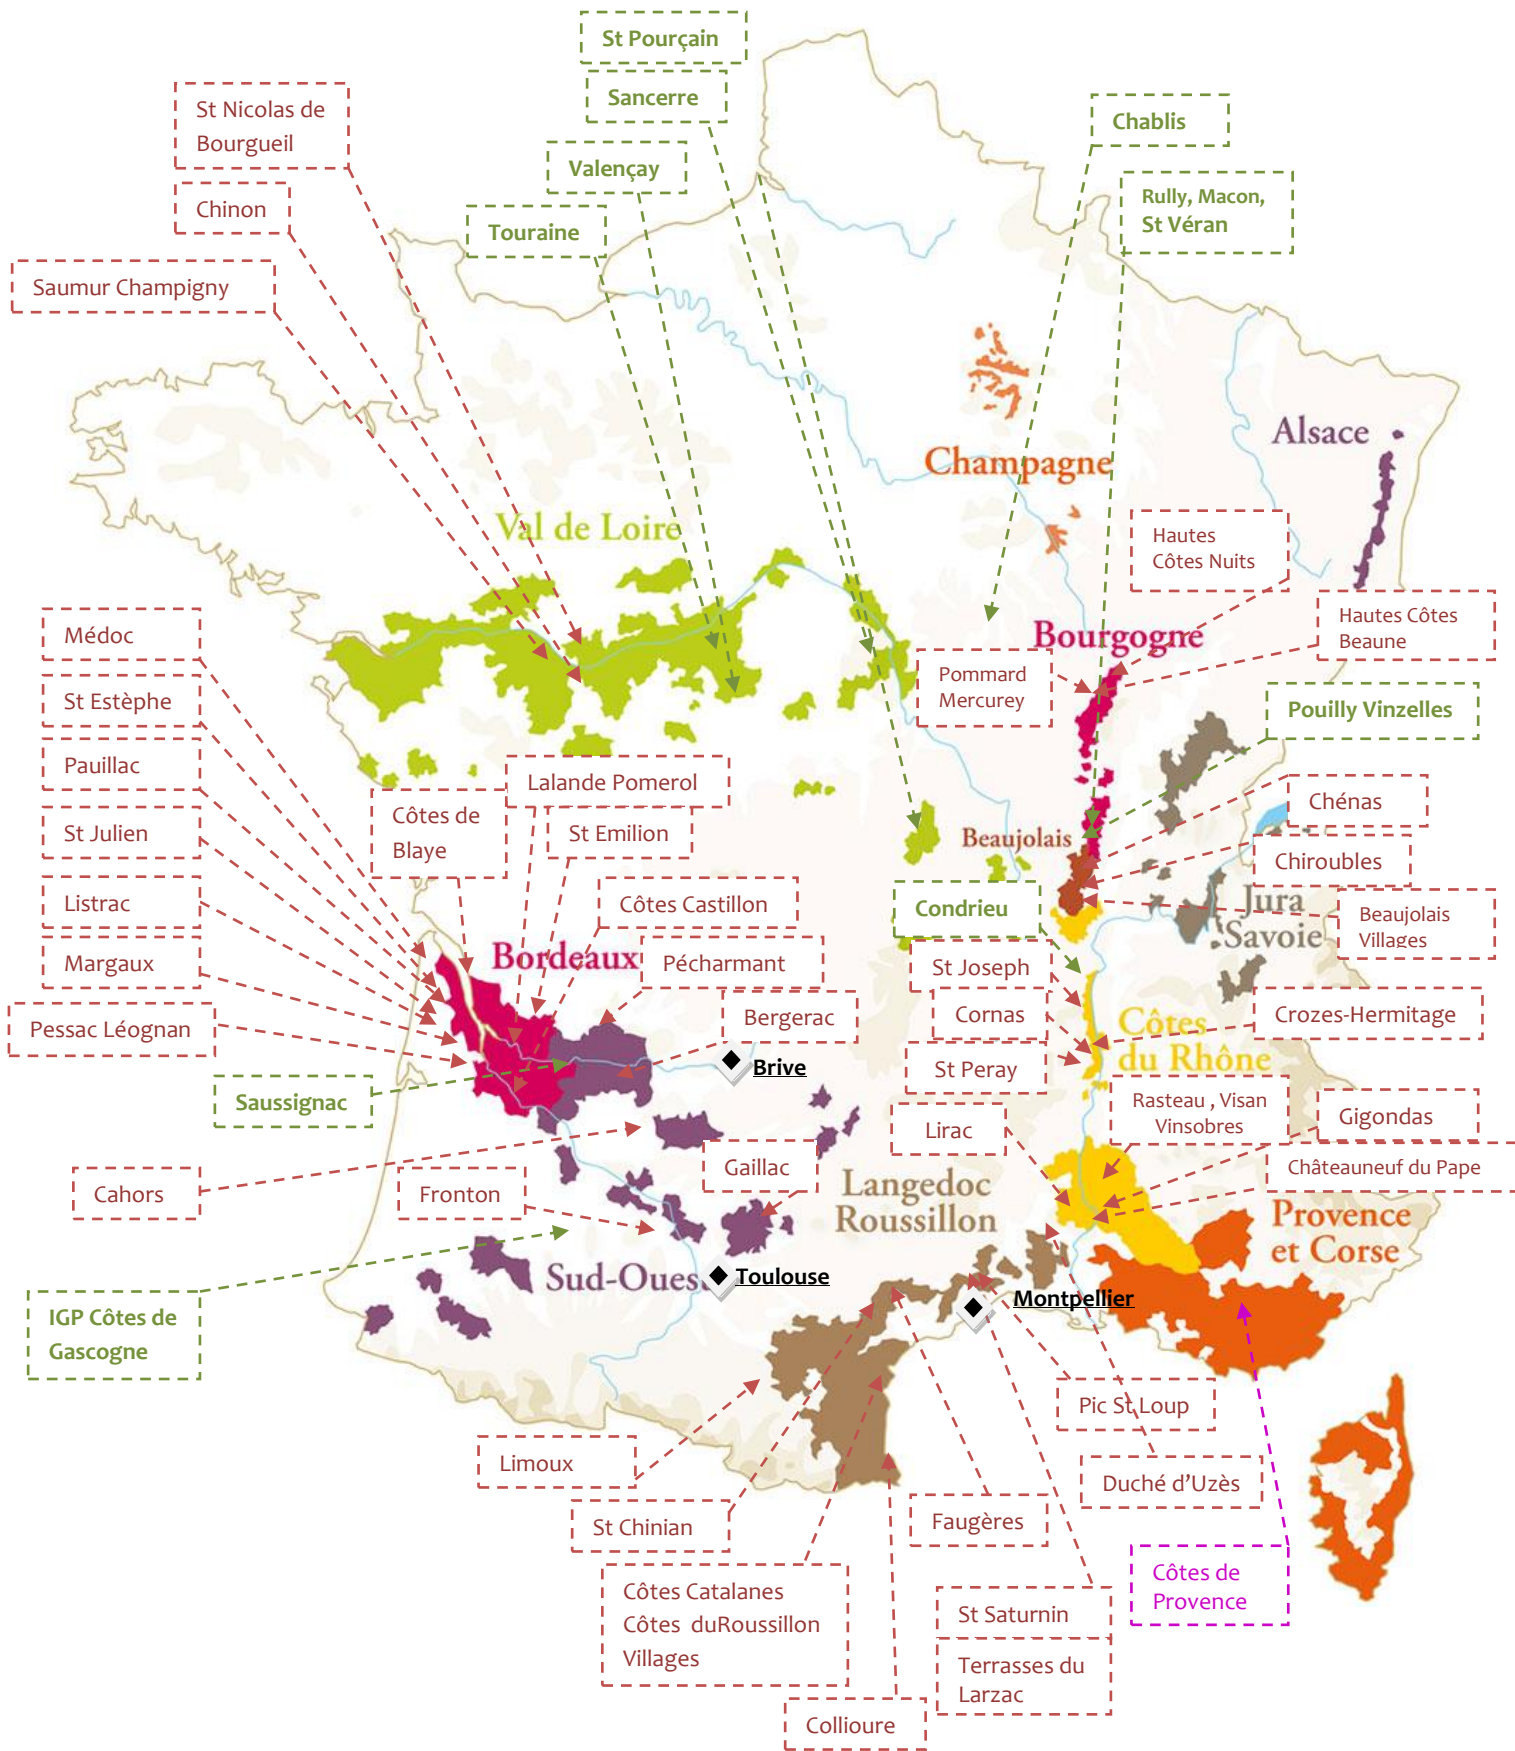 St Pourçain
Sancerre
St Nicolas de
Bourgueil
Chablis
Valençay
Rully, Macon,
St Véran
Chinon
Touraine
Saumur Champigny
Alsace
Champagne
Val de Loire
Hautes
Côtes Nuits
Hautes Côtes
Beaune
Médoc
Bourgogne
Pommard
Mercurey
St Estèphe
Pouilly Vinzelles
Pauillac
Lalande Pomerol
Chénas
Côtes de
Blaye
St Julien
St Emilion
Beaujolais
Chiroubles
Listrac
Côtes Castillon
Condrieu
Jura
Savoie
Beaujolais
Villages
Margaux
Bordeaux
Pécharmant
St Joseph
Pessac Léognan
Bergerac
Cornas
Côtes
du Rhône
Crozes-Hermitage
Brive
St Peray
Saussignac
Rasteau , Visan
Vinsobres
Gigondas
Lirac
Gaillac
Châteauneuf du Pape
Cahors
Fronton
Langedoc
Roussillon
Provence
et Corse
Sud-Oues
Toulouse
Montpellier
IGP Côtes de
Gascogne
Pic St Loup
Limoux
Duché d’Uzès
St Chinian
Faugères
Côtes de
Provence
Côtes Catalanes
Côtes duRoussillon
Villages
St Saturnin
Terrasses du
Larzac
Collioure